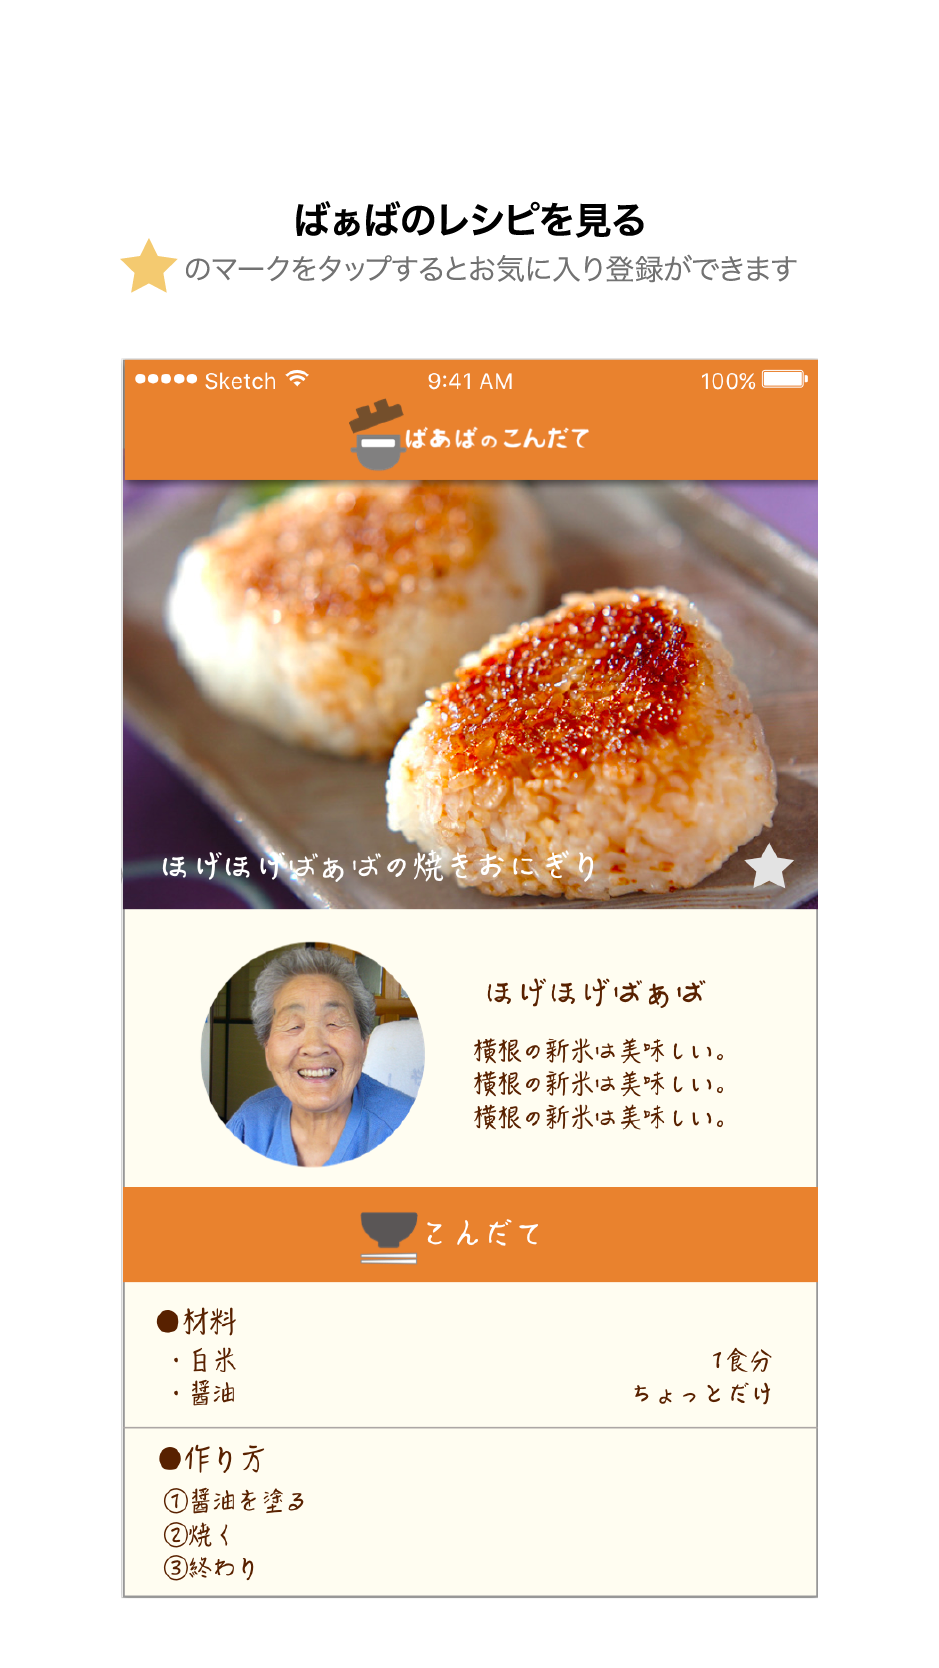 ばぁばのレシピを見る
のマークをタップするとお気に入り登録ができます
Sketch 9:41 AM 100%
ばあばのこんだて
ほげほげばぁばの焼きおにぎり
ほげほげばぁば
横根の新米は美味しい。
横根の新米は美味しい。
横根の新米は美味しい。
こんだて
●材料
・白米 1食分
・醤油 ちょっとだけ
●作り方
①醤油を塗る
②焼く
③終わり